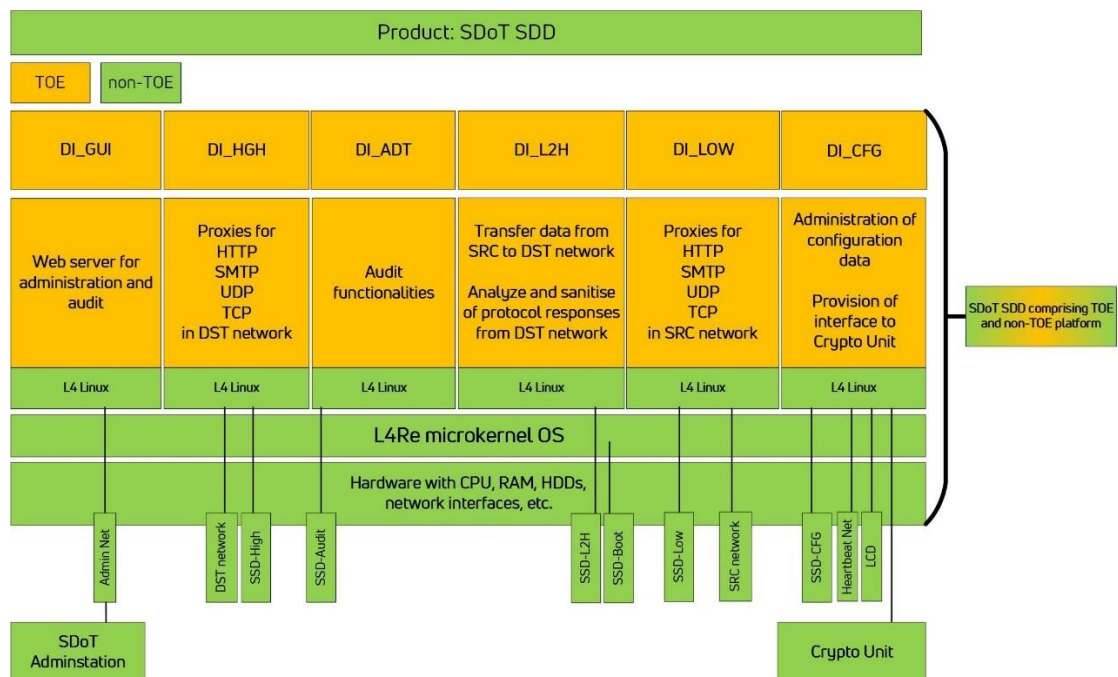 Product: SDoT SDD
TOE
non-TOE
DI_GUI
DI_HGH
DI_ADT
DI_L2H
DI_LOW
DI_CFG
Web server for
administration and
audit
Proxies for
HTTP
SMTP
UDP
TCP
in DST network
Audit
functionalities
Transfer data from
SRC to DST network
Analyze and sanitise
of protocol responses
from DST network
Proxies for
HTTP
SMTP
UDP
TCP
in SRC network
Administration of
configuration
data
Provision of
interface to
Crypto Unit
SDoT SDD comprising TOE
and non-TOE platform
L4 Linux
L4 Linux
L4 Linux
L4 Linux
L4 Linux
L4 Linux
L4Re microkernel OS
Hardware with CPU, RAM, HDDs,
network interfaces, etc.
Admin Net
DST network
SSD-High
SSD-Audit
SSD-L2H
SSD-Boot
SSD-Low
SRC network
SSD-CFG
Heartbeat Net
LCD
SDoT
Adminstation
Crypto Unit